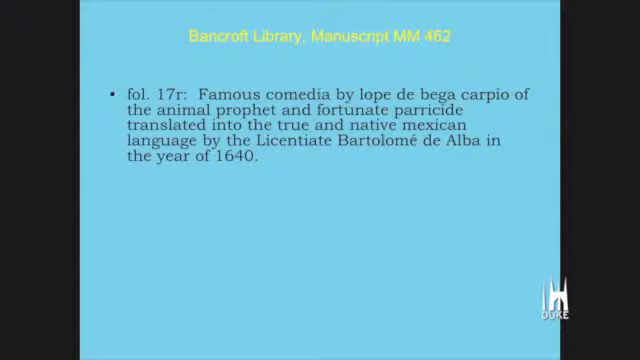 Bancroft Library, Manuscript MM 462
• fol. 17r:  Famous comedia by lope de bega carpio of
the animal prophet and fortunate parricide
translated into the true and native mexican
language by the Licentiate Bartolomé de Alba in
the year of 1640.
DUKE